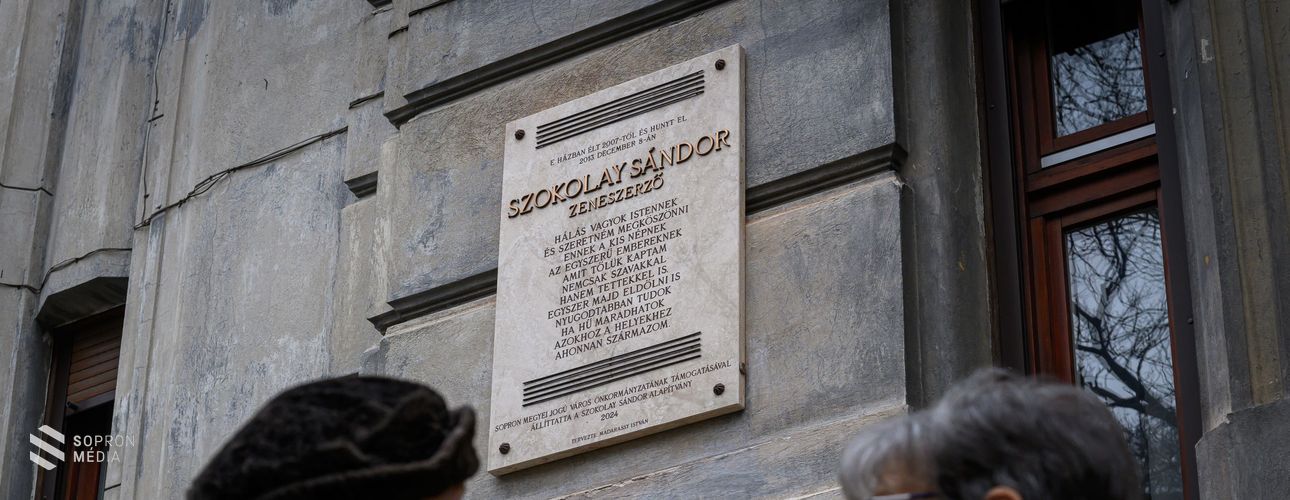 E HÁZBAN ÉLT 2007-TŐL ÉS HUNYT EL
2013 DECEMBER 8-ÁN
SZOKOLAY SÁNDOR
ZENESZERZŐ
HÁLÁS VAGYOK ISTENNEK
ÉS SZERETNÉM MEGKÖSZÖNNI
ENNEK A KIS NÉPNEK
AZ EGYSZERŰ EMBEREKNEK
AMIT TŐLÜK KAPTAM
NEMCSAK SZAVAKKAL
HANEM TETTEKKEL IS.
EGYSZER MAJD ELDŐLNI IS
NYUGODTABBAN TUDOK
HA HŰ MARADHATOK
AZOKHOZ A HELYEKHEZ
AHONNAN SZÁRMAZOM.
SOPRON MEGYEI JOGÚ VÁROS ÖNKORMÁNYZATÁNAK TÁMOGATÁSÁVAL
ÁLLÍTTATTA A SZOKOLAY SÁNDOR ALAPÍTVÁNY
2024
TERVEZTE: MADARASSY ISTVÁN
SOPRON
MÉDIA